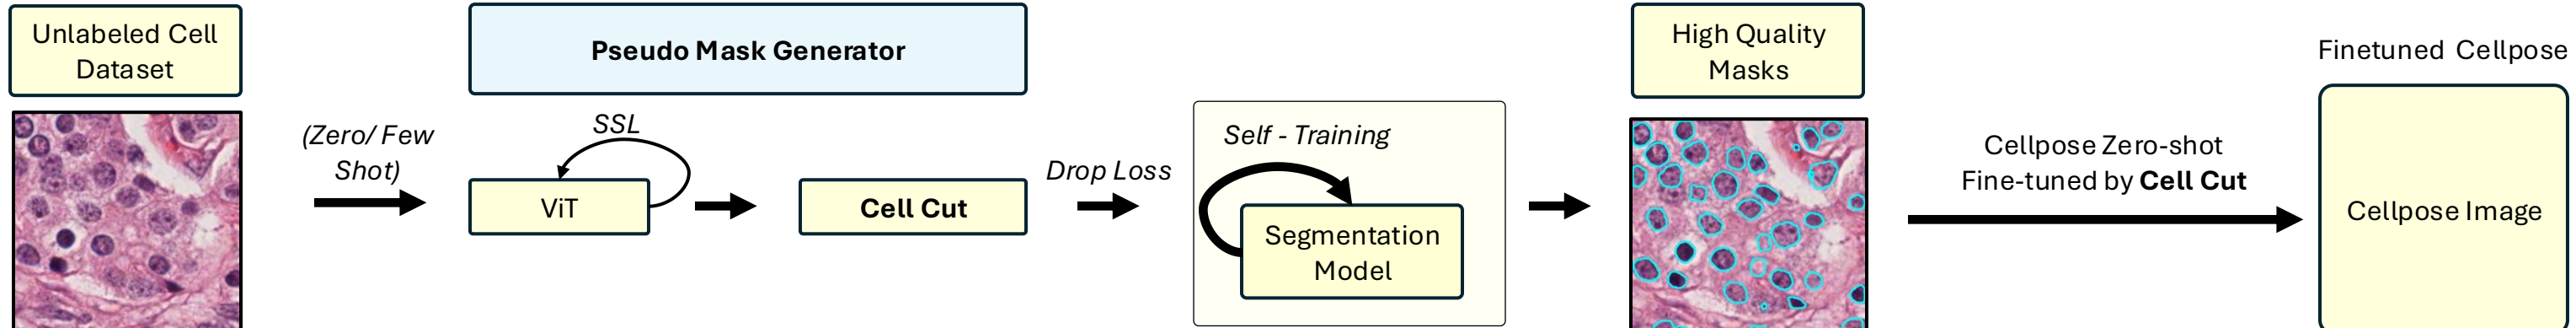 Unlabeled Cell
Dataset
(Zero/ Few
Shot)
Pseudo Mask Generator
SSL
ViT
Cell Cut
Drop Loss
Self - Training
Segmentation
Model
High Quality
Masks
Cellpose Zero-shot
Fine-tuned by Cell Cut
Finetuned Cellpose
Cellpose Image